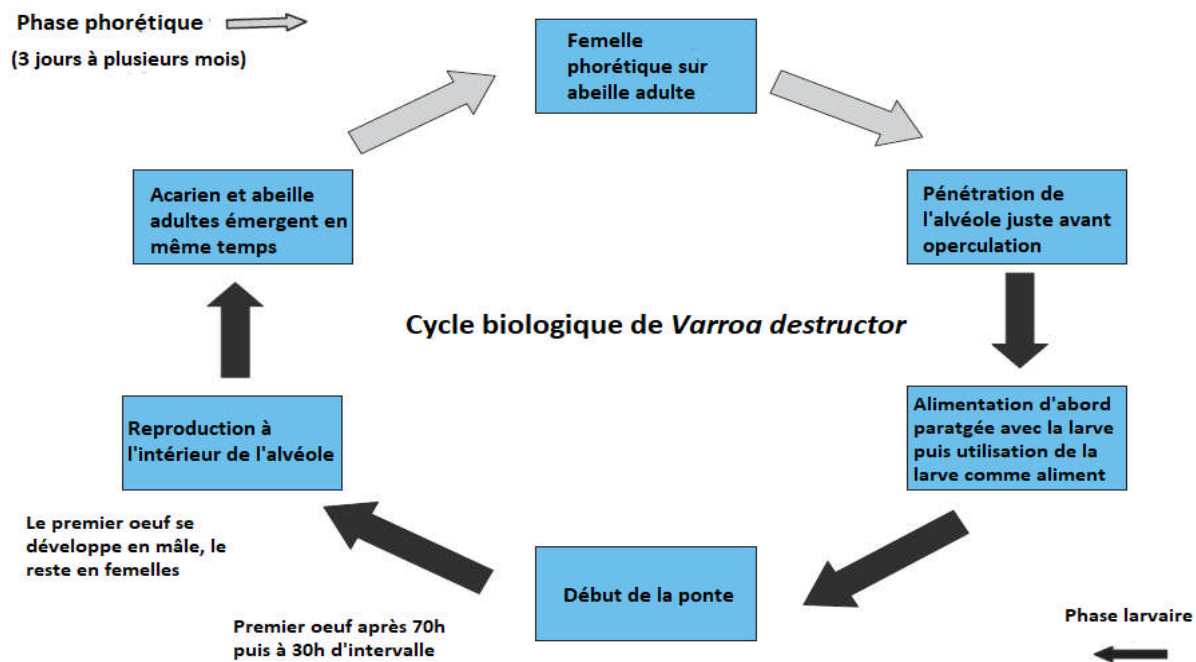 Phase phorétique
(3 jours à plusieurs mois)
Femelle
phorétique sur
abeille adulte
Acarien et abeille
adultes émergent en
même temps
Pénétration de
l'alvéole juste avant
operculation
Cycle biologique de Varroa destructor
Reproduction à
l'intérieur de l'alvéole
Alimentation d'abord
paratgée avec la larve
puis utilisation de la
larve comme aliment
Le premier oeuf se
développe en mâle, le
reste en femelles
Début de la ponte
Premier oeuf après 70h
puis à 30h d'intervalle
Phase larvaire